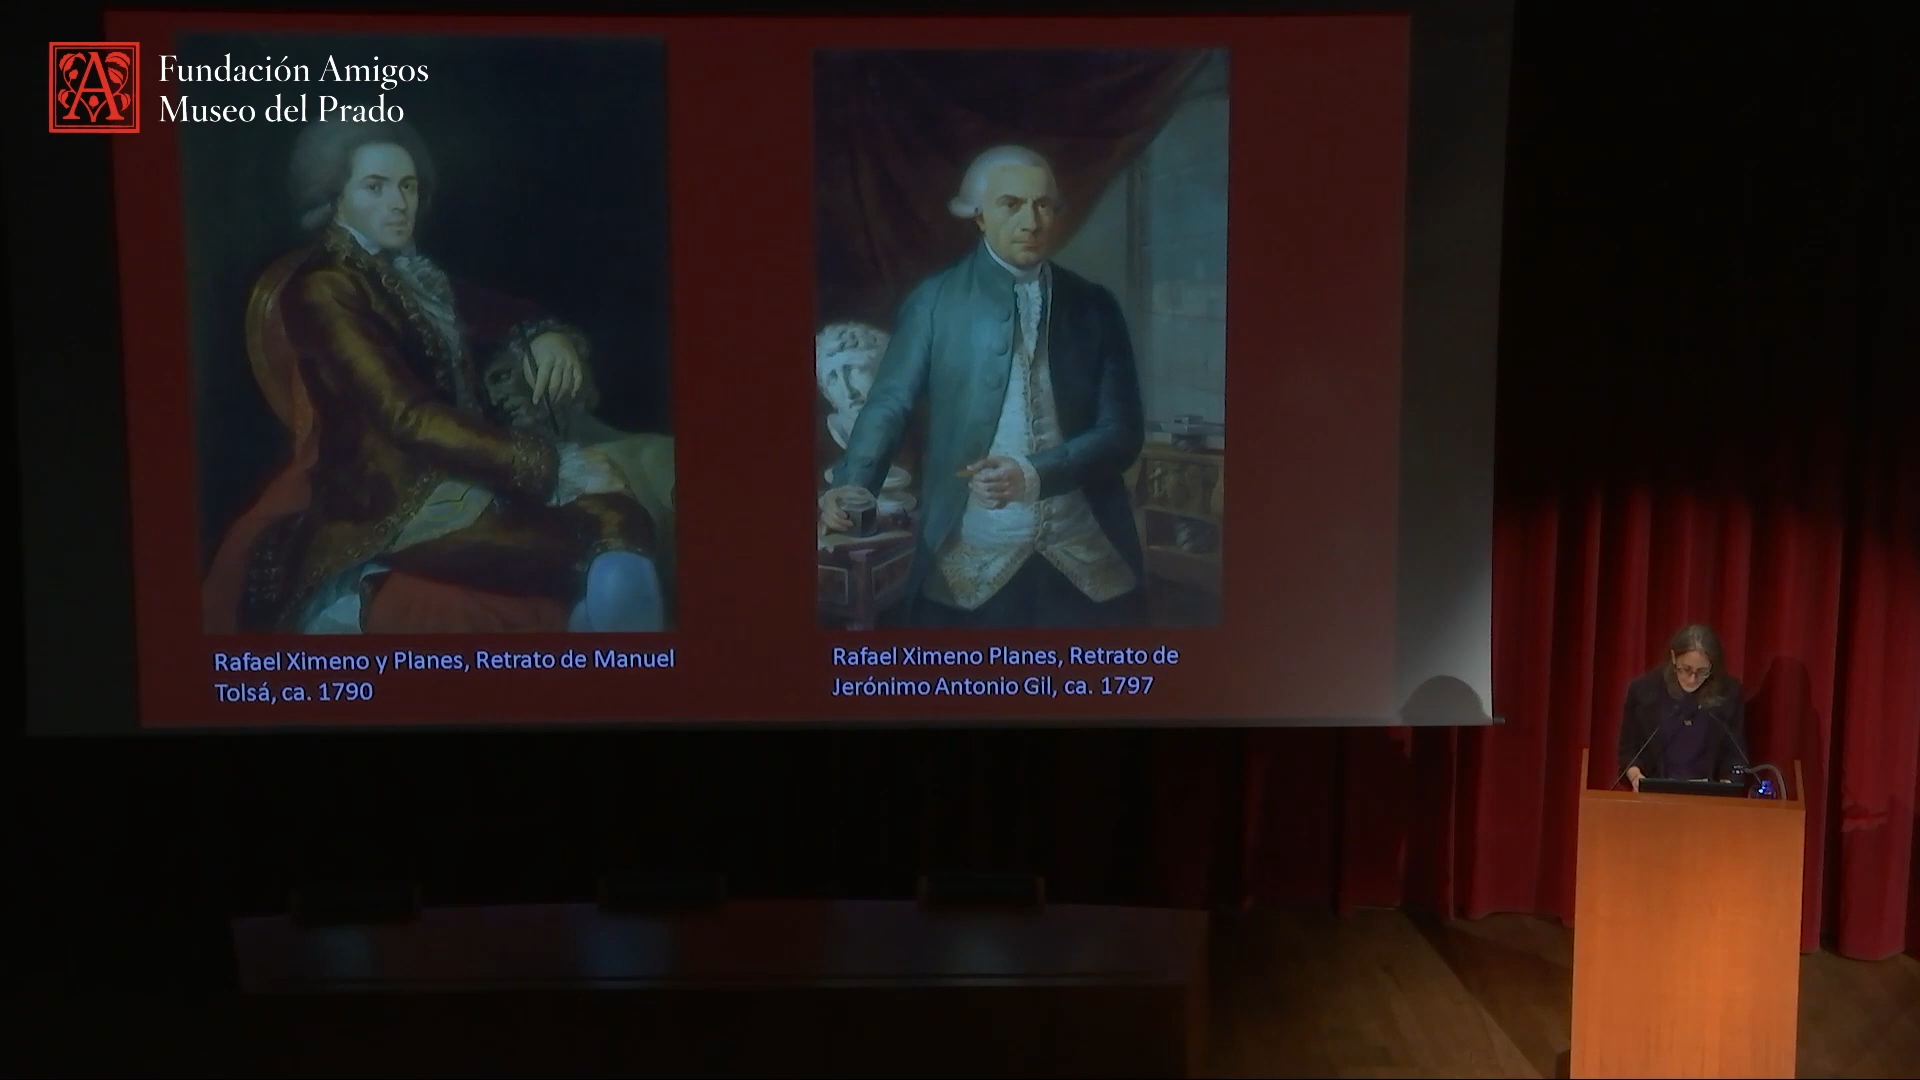 Fundación Amigos
Museo del Prado
Rafael Ximeno y Planes, Retrato de Manuel
Tolsá, ca. 1790
Rafael Ximeno Planes, Retrato de
Jerónimo Antonio Gil, ca. 1797